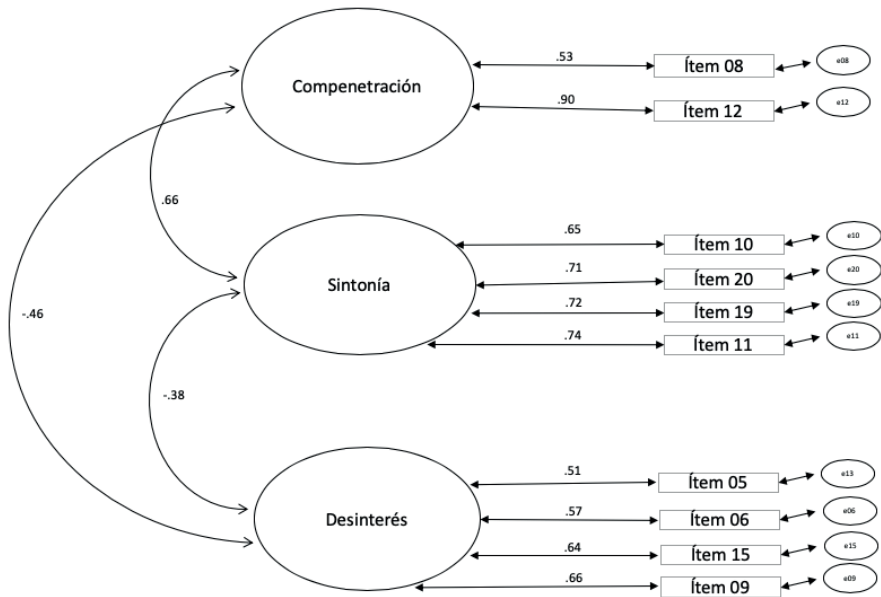 Compenetración
.53
Ítem 08
e08
.90
Ítem 12
e12
.66
Sintonía
.65
Ítem 10
e10
.71
Ítem 20
e20
.72
Ítem 19
e19
.74
Ítem 11
e11
-.46
-.38
Desinterés
.51
Ítem 05
e13
.57
Ítem 06
e06
.64
Ítem 15
e15
.66
Ítem 09
e09